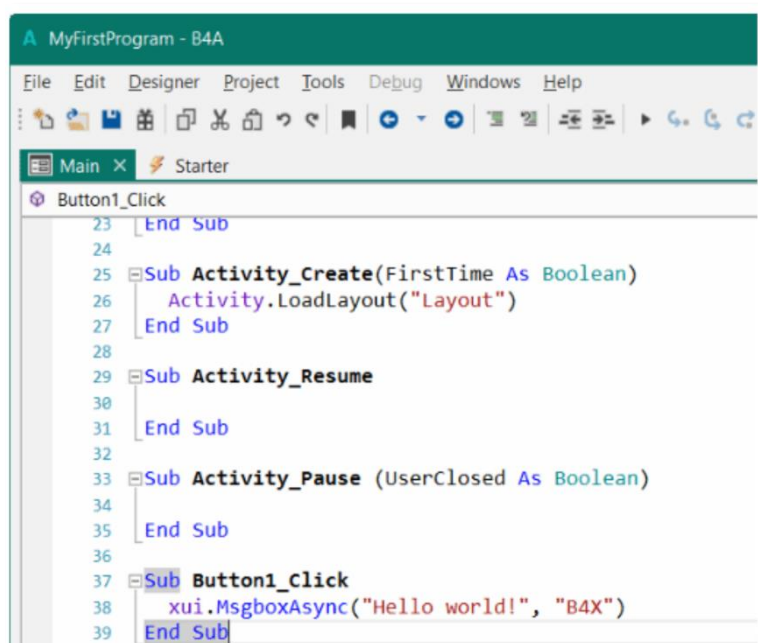 A MyFirstProgram - B4A
File Edit Designer Project Tools Debug Windows Help
Main × Starter
Button1_Click
23 End Sub
24
25 Sub Activity_Create(FirstTime As Boolean)
26 Activity.LoadLayout("Layout")
27 End Sub
28
29 Sub Activity_Resume
30
31 End Sub
32
33 Sub Activity_Pause (UserClosed As Boolean)
34
35 End Sub
36
37 Sub Button1_Click
38 xui.MsgboxAsync("Hello world!", "B4X")
39 End Sub